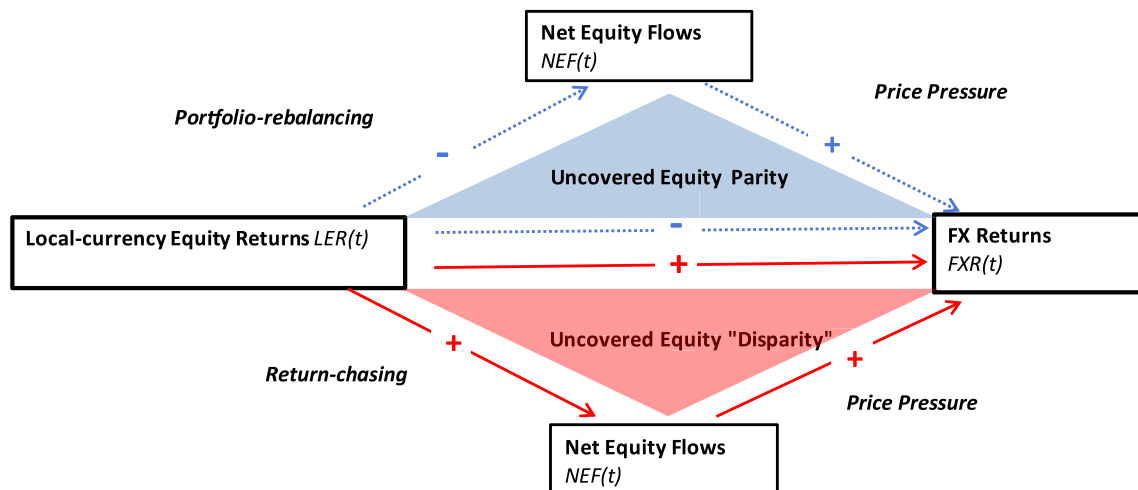 Net Equity Flows
NEF(t)
Portfolio-rebalancing
Price Pressure
-
+
Uncovered Equity Parity
Local-currency Equity Returns LER(t)
-
FX Returns
FXR(t)
+
Uncovered Equity "Disparity"
+
+
Return-chasing
Price Pressure
Net Equity Flows
NEF(t)